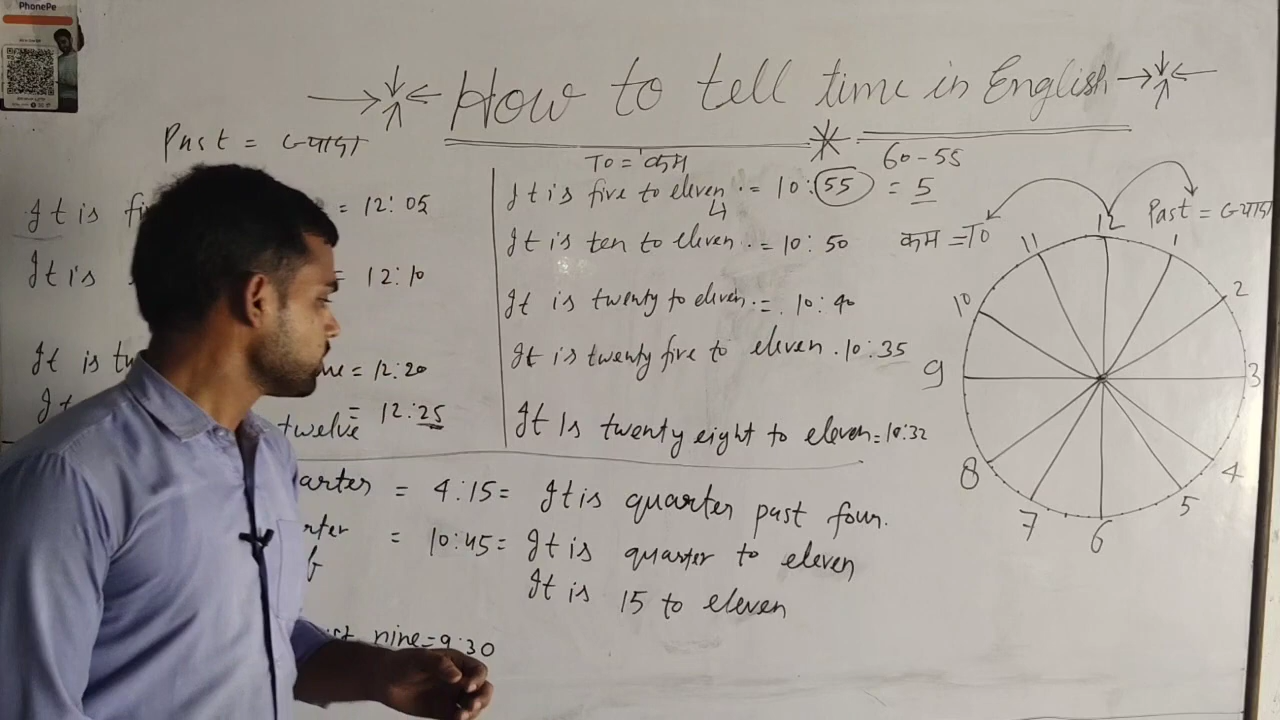 PhonePe
How to tell time in English
Past = ज्यादा
It is = 12:05
It is = 12:10
It is = 12:20
It = 12:25
twelve
To = कम
60-55
It is five to eleven. = 10:55 = 5
It is ten to eleven. = 10:50
It is twenty to eleven. = 10:40
It is twenty five to eleven. 10:35
It Is twenty eight to eleven = 10:32
= 4:15 = It is quarter past four.
= 10:45 = It is quarter to eleven
It is 15 to eleven
nine = 9:30
कम = To
Past = ज्यादा
12
1
2
3
4
5
6
7
8
9
10
11